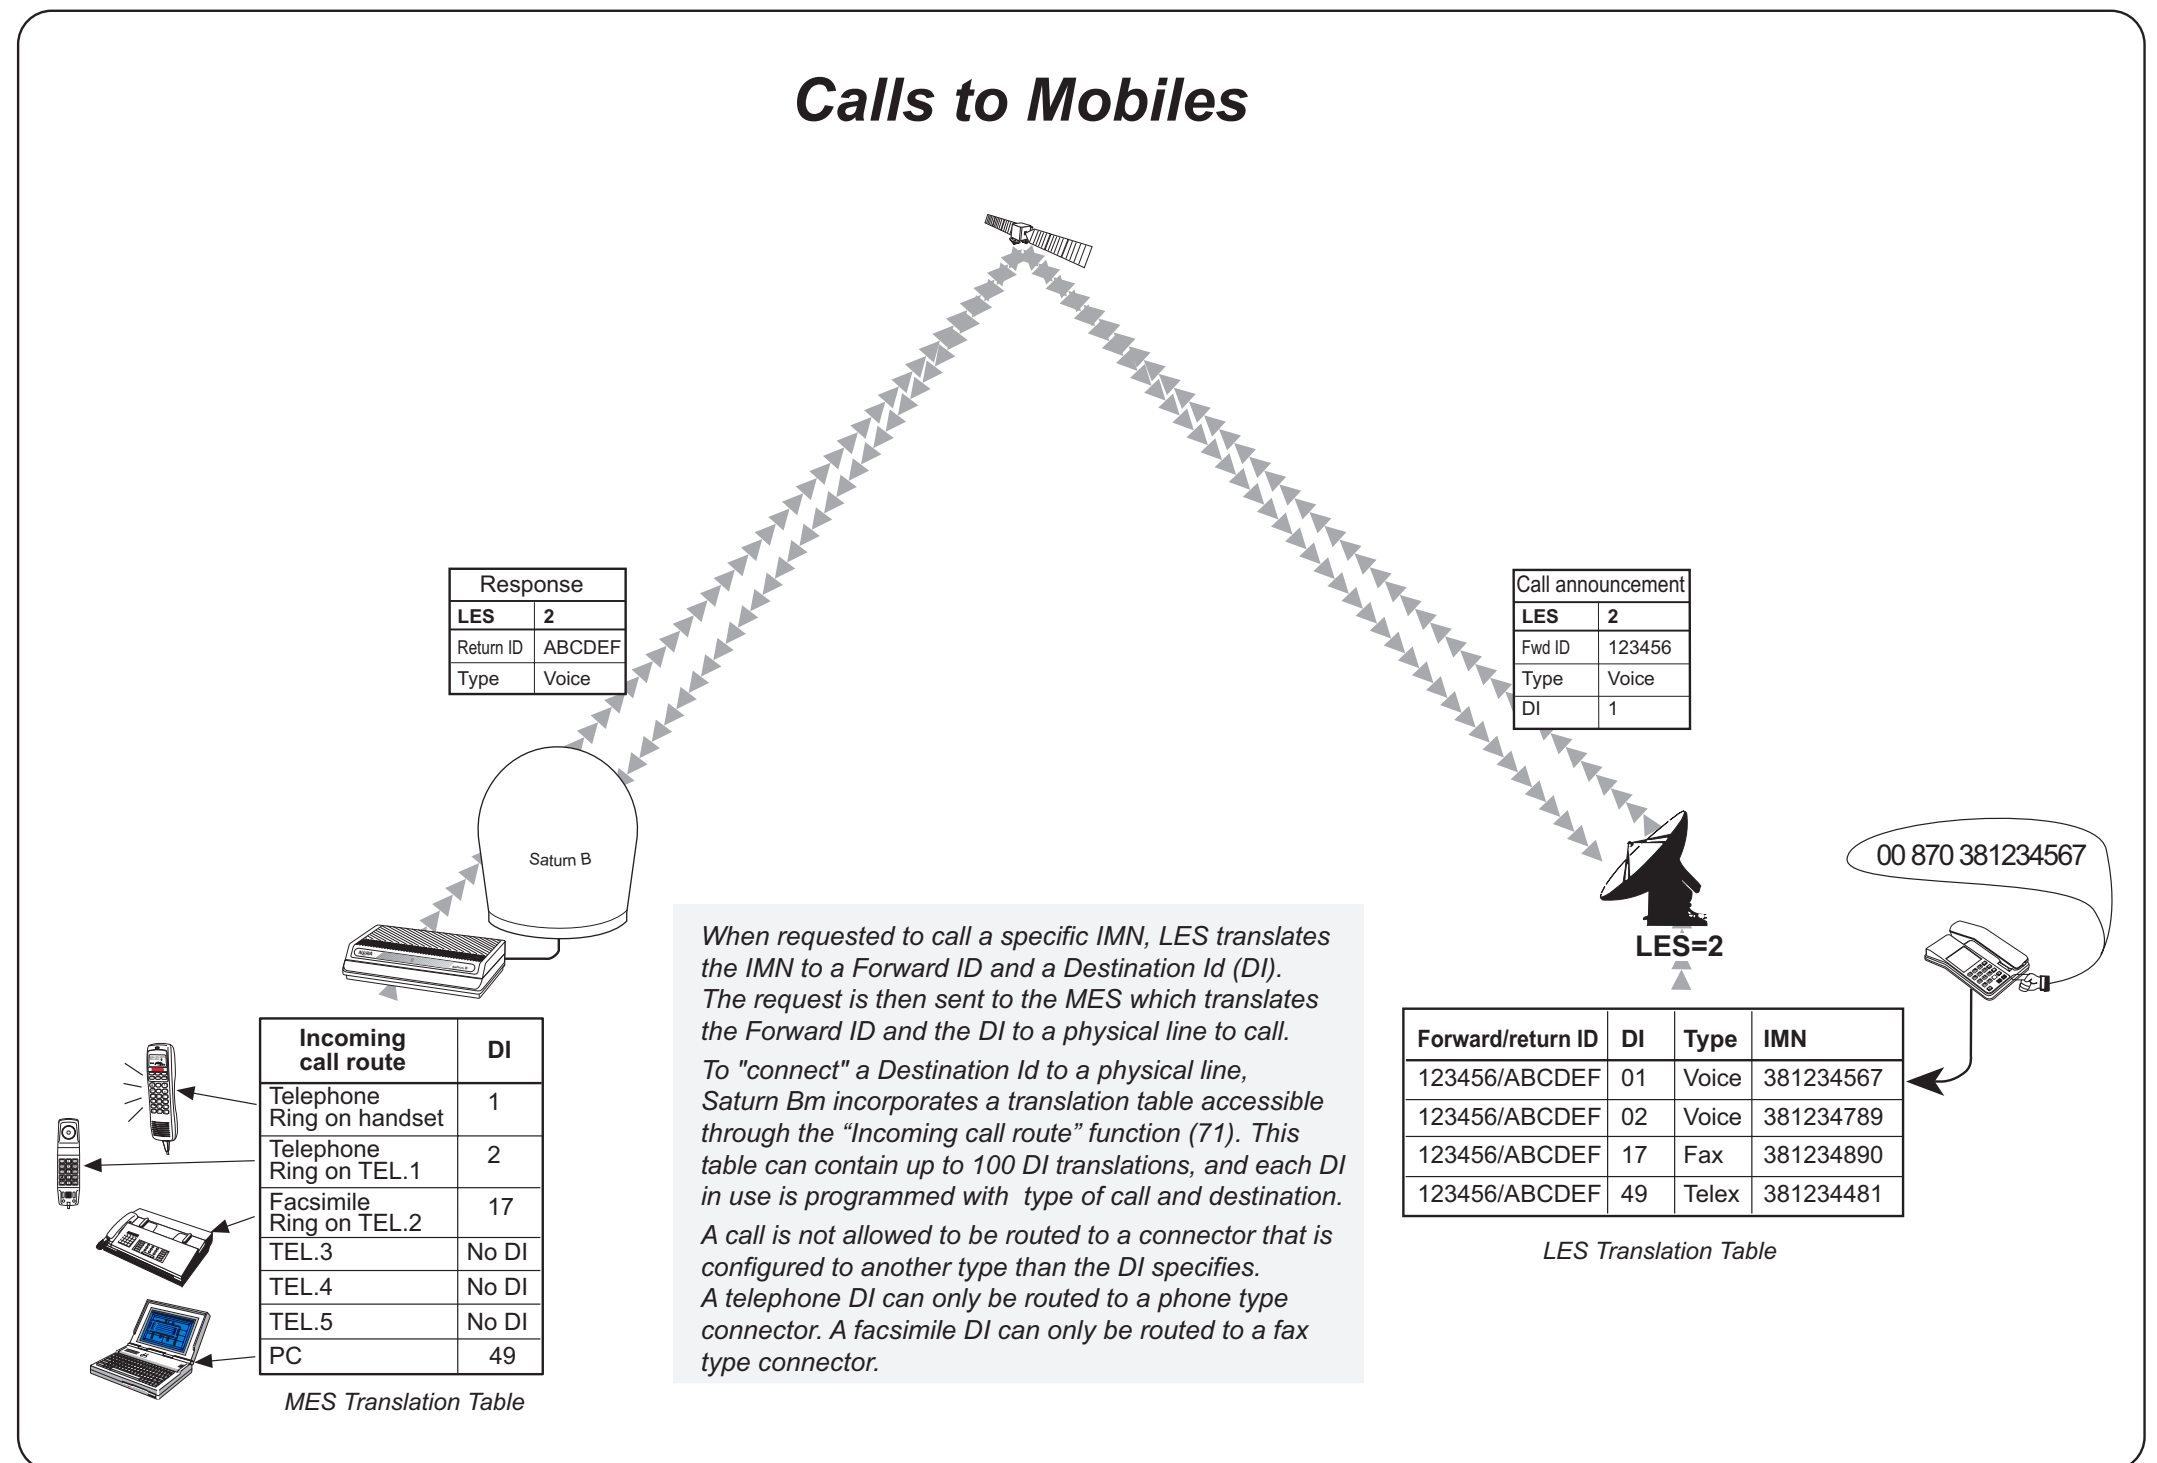 Calls to Mobiles
Response
LES 2
Return ID ABCDEF
Type Voice
Call announcement
LES 2
Fwd ID 123456
Type Voice
DI 1
Saturn B
00 870 381234567
LES=2
When requested to call a specific IMN, LES translates
the IMN to a Forward ID and a Destination Id (DI).
The request is then sent to the MES which translates
the Forward ID and the DI to a physical line to call.
To "connect" a Destination Id to a physical line,
Saturn Bm incorporates a translation table accessible
through the “Incoming call route” function (71). This
table can contain up to 100 DI translations, and each DI
in use is programmed with type of call and destination.
A call is not allowed to be routed to a connector that is
configured to another type than the DI specifies.
A telephone DI can only be routed to a phone type
connector. A facsimile DI can only be routed to a fax
type connector.
Incoming
call route DI
Telephone
Ring on handset 1
Telephone
Ring on TEL.1 2
Facsimile
Ring on TEL.2 17
TEL.3 No DI
TEL.4 No DI
TEL.5 No DI
PC 49
MES Translation Table
Forward/return ID DI Type IMN
123456/ABCDEF 01 Voice 381234567
123456/ABCDEF 02 Voice 381234789
123456/ABCDEF 17 Fax 381234890
123456/ABCDEF 49 Telex 381234481
LES Translation Table